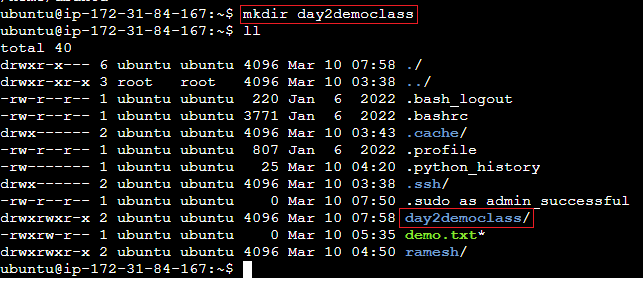 ubuntu@ip-172-31-84-167:~$ mkdir day2democlass
ubuntu@ip-172-31-84-167:~$ ll
total 40
drwxr-x--- 6 ubuntu ubuntu 4096 Mar 10 07:58 ./
drwxr-xr-x 3 root   root   4096 Mar 10 03:38 ../
-rw-r--r-- 1 ubuntu ubuntu  220 Jan  6  2022 .bash_logout
-rw-r--r-- 1 ubuntu ubuntu 3771 Jan  6  2022 .bashrc
drwx------ 2 ubuntu ubuntu 4096 Mar 10 03:43 .cache/
-rw-r--r-- 1 ubuntu ubuntu  807 Jan  6  2022 .profile
-rw------- 1 ubuntu ubuntu   25 Mar 10 04:20 .python_history
drwx------ 2 ubuntu ubuntu 4096 Mar 10 03:38 .ssh/
-rw-r--r-- 1 ubuntu ubuntu    0 Mar 10 07:50 .sudo_as_admin_successful
drwxrwxr-x 2 ubuntu ubuntu 4096 Mar 10 07:58 day2democlass/
-rwxrw-r-- 1 ubuntu ubuntu    0 Mar 10 05:35 demo.txt*
drwxrwxr-x 2 ubuntu ubuntu 4096 Mar 10 04:50 ramesh/
ubuntu@ip-172-31-84-167:~$